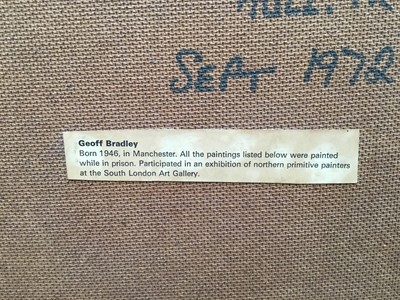 SEPT 1972
Geoff Bradley
Born 1946, in Manchester. All the paintings listed below were painted
while in prison. Participated in an exhibition of northern primitive painters
at the South London Art Gallery.